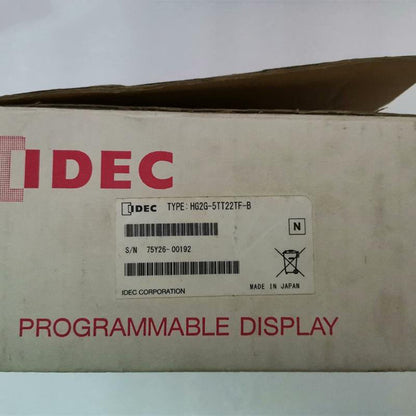 IDEC
IDEC TYPE: HG2G-5TT22TF-B
N
S/N 75Y26-00192
IDEC CORPORATION
MADE IN JAPAN
PROGRAMMABLE DISPLAY